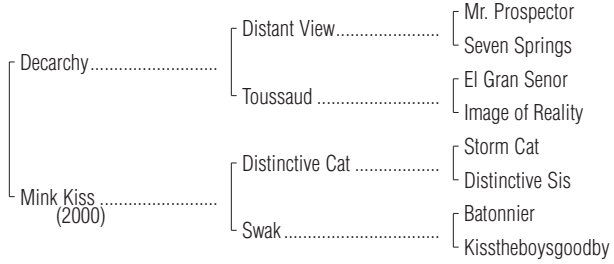 Mr. Prospector
Distant View
Seven Springs
Decarchy
El Gran Senor
Toussaud
Image of Reality
Storm Cat
Distinctive Cat
Distinctive Sis
Mink Kiss
(2000)
Batonnier
Swak
Kisstheboysgoodby